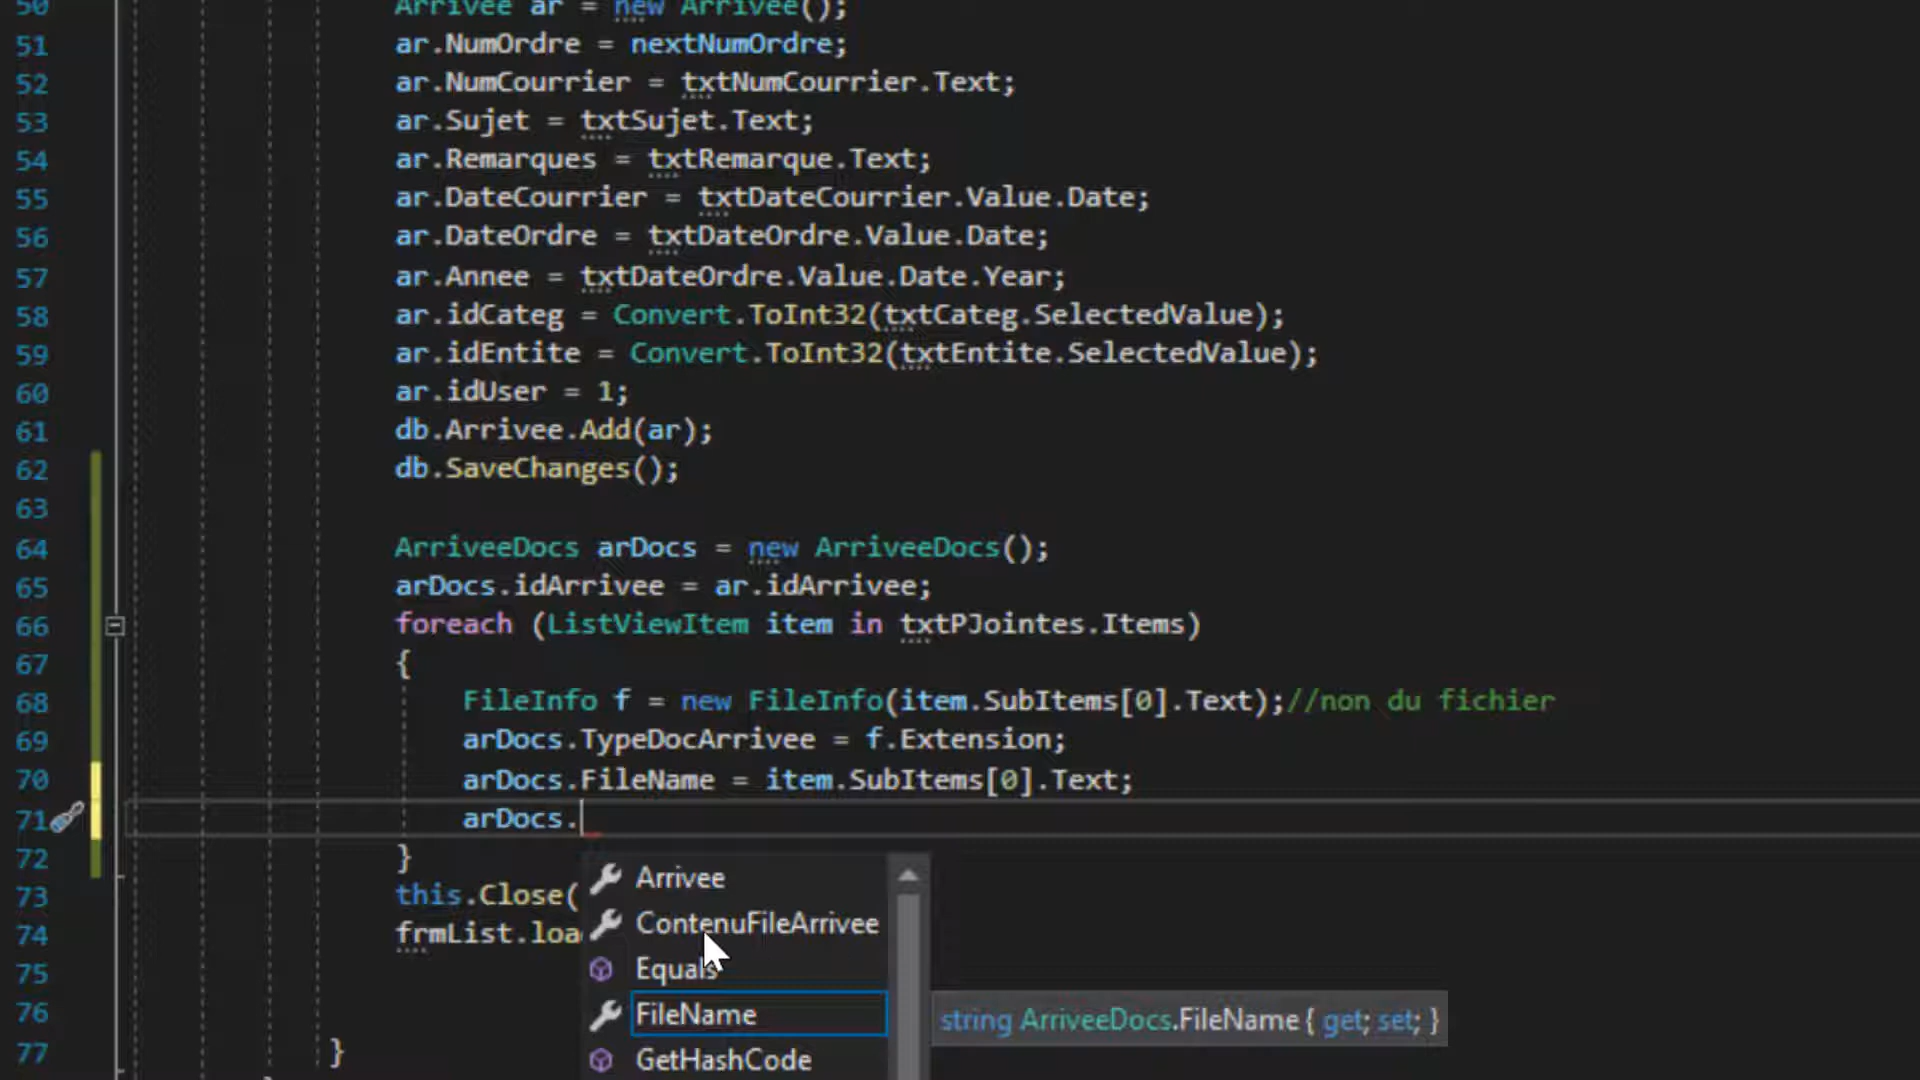 50 Arrivee ar = new Arrivee();
51 ar.NumOrdre = nextNumOrdre;
52 ar.NumCourrier = txtNumCourrier.Text;
53 ar.Sujet = txtSujet.Text;
54 ar.Remarques = txtRemarque.Text;
55 ar.DateCourrier = txtDateCourrier.Value.Date;
56 ar.DateOrdre = txtDateOrdre.Value.Date;
57 ar.Annee = txtDateOrdre.Value.Date.Year;
58 ar.idCateg = Convert.ToInt32(txtCateg.SelectedValue);
59 ar.idEntite = Convert.ToInt32(txtEntite.SelectedValue);
60 ar.idUser = 1;
61 db.Arrivee.Add(ar);
62 db.SaveChanges();
63
64 ArriveeDocs arDocs = new ArriveeDocs();
65 arDocs.idArrivee = ar.idArrivee;
66 foreach (ListViewItem item in txtPJointes.Items)
67 {
68 FileInfo f = new FileInfo(item.SubItems[0].Text);//non du fichier
69 arDocs.TypeDocArrivee = f.Extension;
70 arDocs.FileName = item.SubItems[0].Text;
71 arDocs.
72 }
73 this.Close(
74 frmList.loa
75
76
77 }
Arrivee
ContenuFileArrivee
Equals
FileName
string ArriveeDocs.FileName { get; set; }
GetHashCode